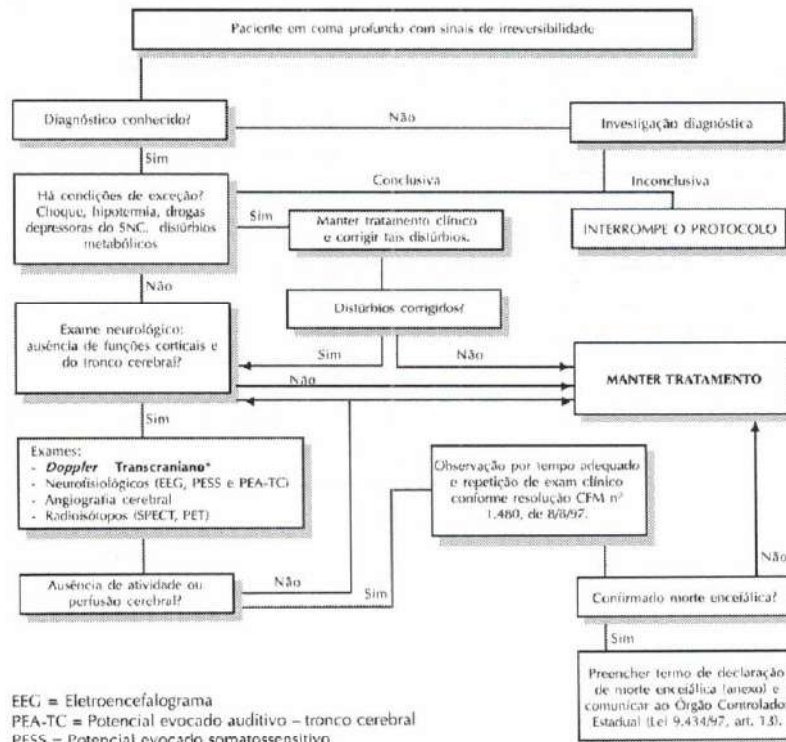 Paciente em coma profundo com sinais de irreversibilidade
Diagnóstico conhecido?
Não
Investigação diagnóstica
Sim
Conclusiva
Inconclusiva
Há condições de exceção?
Choque, hipotermia, drogas
depressoras do SNC, distúrbios
metabólicos
Sim
Manter tratamento clínico
e corrigir tais distúrbios.
INTERROMPE O PROTOCOLO
Não
Distúrbios corrigidos?
Exame neurológico:
ausência de funções corticais e
do tronco cerebral?
Sim
Não
Não
MANTER TRATAMENTO
Sim
Exames:
- Doppler Transcraniano*
- Neurofisiológicos (EEG, PESS e PEA-TC)
- Angiografia cerebral
- Radioisótopos (SPECT, PET)
Observação por tempo adequado
e repetição de exam clínico
conforme resolução CFM nº
1.480, de 8/8/97.
Não
Ausência de atividade ou
perfusão cerebral?
Não
Sim
Confirmado morte encefálica?
Sim
Preencher termo de declaração
de morte encefálica (anexo) e
comunicar ao Órgão Controlador
Estadual (Lei 9.434/97, art. 13).
EEG = Eletroencefalograma
PEA-TC = Potencial evocado auditivo – tronco cerebral
PESS = Potencial evocado somatossensitivo